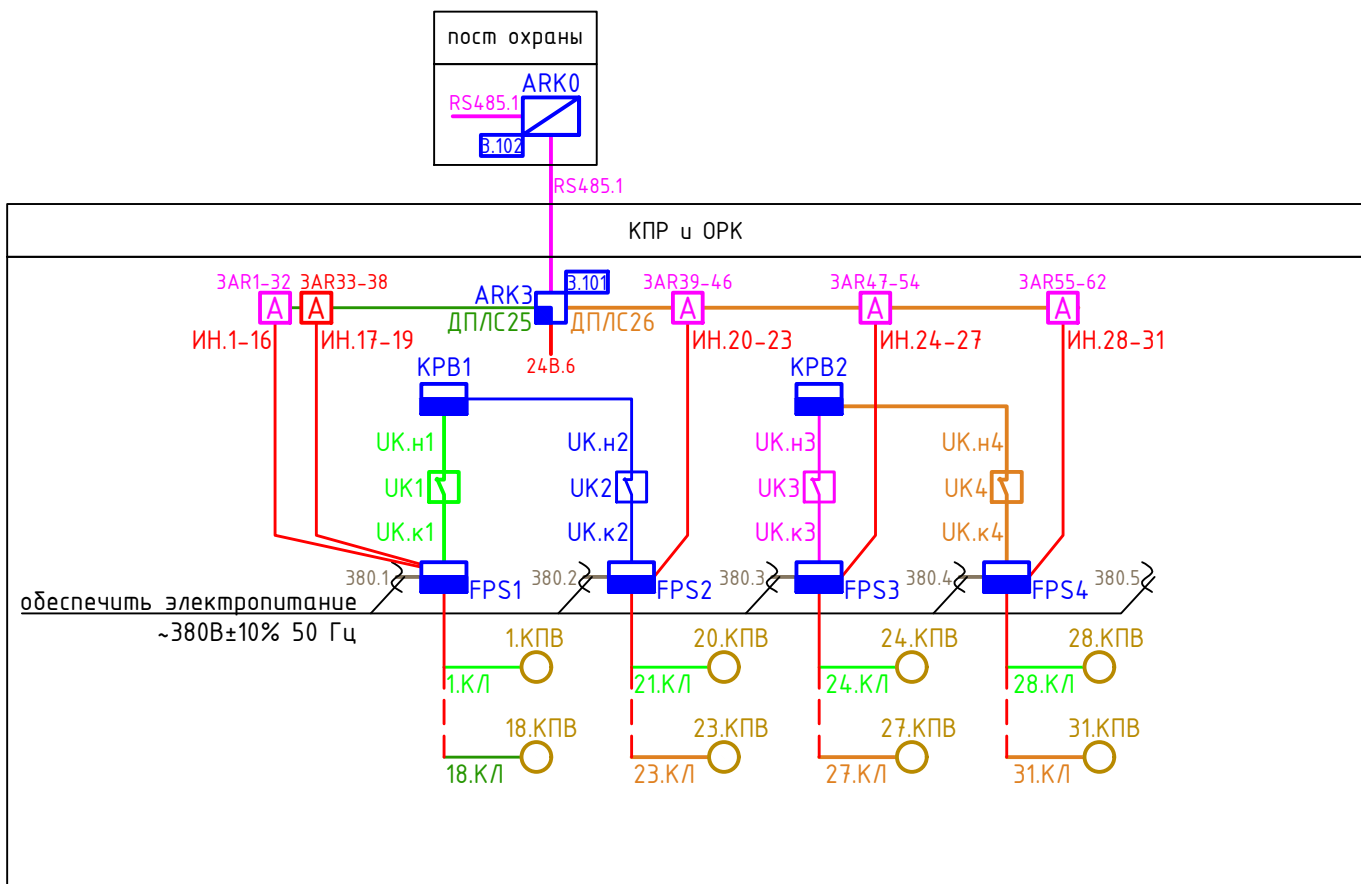 пост охраны
ARK0
RS485.1
3.102
RS485.1
КПР и ОРК
3AR1-32
3AR33-38
ARK3
3.101
3AR39-46
3AR47-54
3AR55-62
A
A
A
A
A
ДПЛС25
ДПЛС26
ИН.1-16
ИН.17-19
ИН.20-23
ИН.24-27
ИН.28-31
24В.6
КРВ1
КРВ2
UK.н1
UK.н2
UK.н3
UK.н4
UK1
UK2
UK3
UK4
UK.к1
UK.к2
UK.к3
UK.к4
380.1
380.2
380.3
380.4
380.5
FPS1
FPS2
FPS3
FPS4
обеспечить электропитание
~380В±10% 50 Гц
1.КПВ
20.КПВ
24.КПВ
28.КПВ
1.КЛ
21.КЛ
24.КЛ
28.КЛ
18.КПВ
23.КПВ
27.КПВ
31.КПВ
18.КЛ
23.КЛ
27.КЛ
31.КЛ